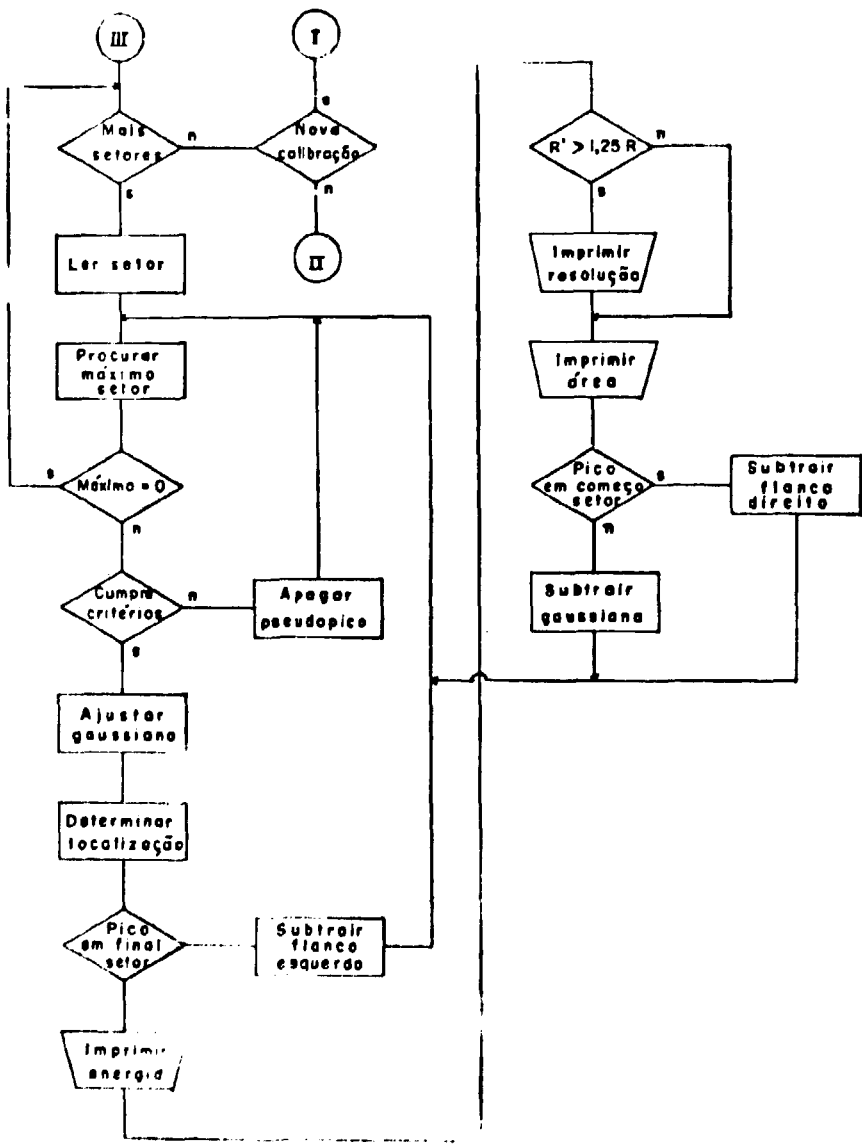 III
I
s
Mais
setores
n
Nova
calibração
s
n
II
Ler setor
Procurar
máximo
setor
s
Máximo = 0
n
Cumpre
critérios
n
Apagar
pseudopico
s
Ajustar
gaussiana
Determinar
localização
Pico
em final
setor
Subtrair
flanco
esquerdo
Imprimir
energia
R' > 1,25 R
n
s
Imprimir
resolução
Imprimir
área
Pico
em começo
setor
s
n
Subtrair
flanco
direito
Subtrair
gaussiana